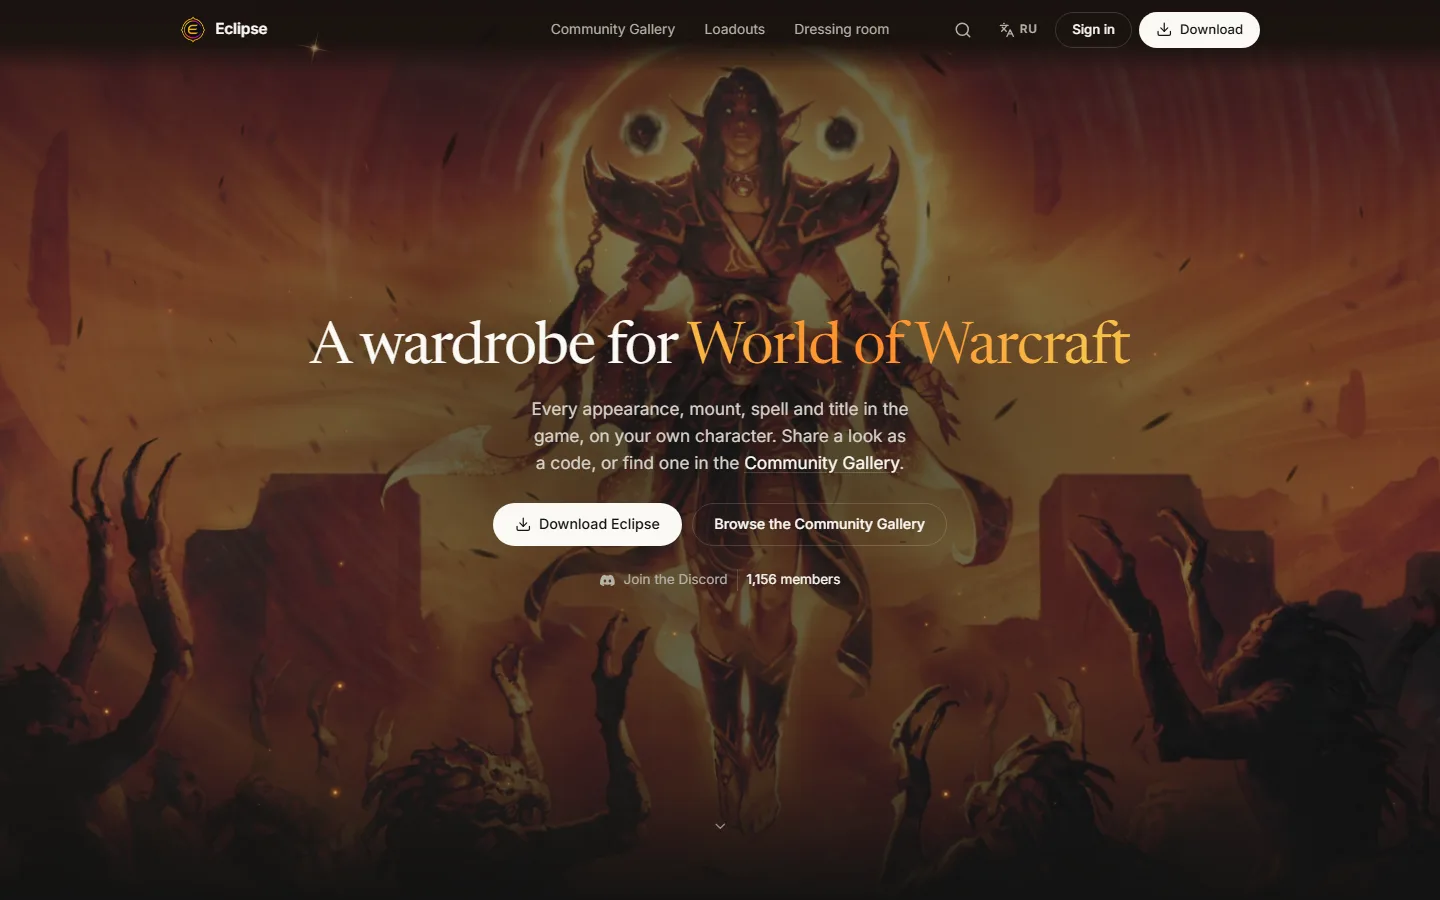 Eclipse
Community Gallery
Loadouts
Dressing room
RU
Sign in
Download
A wardrobe for World of Warcraft
Every appearance, mount, spell and title in the
game, on your own character. Share a look as
a code, or find one in the Community Gallery.
Download Eclipse
Browse the Community Gallery
Join the Discord
1,156 members